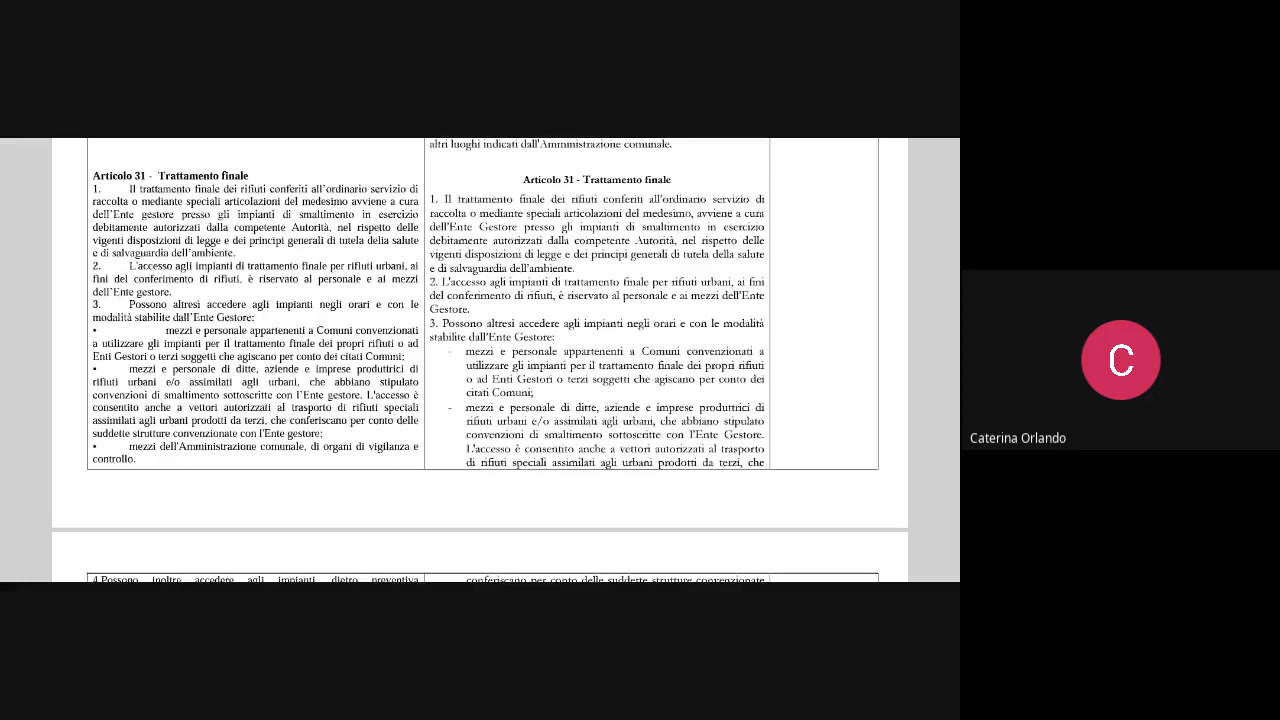 Articolo 31 - Trattamento finale
1. Il trattamento finale dei rifiuti conferiti all’ordinario servizio di
raccolta o mediante speciali articolazioni del medesimo avviene a cura
dell’Ente gestore presso gli impianti di smaltimento in esercizio
debitamente autorizzati dalla competente Autorità, nel rispetto delle
vigenti disposizioni di legge e dei principi generali di tutela della salute
e di salvaguardia dell’ambiente.
2. L'accesso agli impianti di trattamento finale per rifiuti urbani, ai
fini del conferimento di rifiuti, è riservato al personale e ai mezzi
dell’Ente gestore.
3. Possono altresì accedere agli impianti negli orari e con le
modalità stabilite dall’Ente Gestore:
• mezzi e personale appartenenti a Comuni convenzionati
a utilizzare gli impianti per il trattamento finale dei propri rifiuti o ad
Enti Gestori o terzi soggetti che agiscano per conto dei citati Comuni;
• mezzi e personale di ditte, aziende e imprese produttrici di
rifiuti urbani e/o assimilati agli urbani, che abbiano stipulato
convenzioni di smaltimento sottoscritte con l’Ente gestore. L'accesso è
consentito anche a vettori autorizzati al trasporto di rifiuti speciali
assimilati agli urbani prodotti da terzi, che conferiscano per conto delle
suddette strutture convenzionate con l'Ente gestore;
• mezzi dell'Amministrazione comunale, di organi di vigilanza e
controllo.
4.Possono inoltre accedere agli impianti, dietro preventiva
altri luoghi indicati dall'Amministrazione comunale.
Articolo 31 - Trattamento finale
1. Il trattamento finale dei rifiuti conferiti all’ordinario servizio di
raccolta o mediante speciali articolazioni del medesimo, avviene a cura
dell’Ente Gestore presso gli impianti di smaltimento in esercizio
debitamente autorizzati dalla competente Autorità, nel rispetto delle
vigenti disposizioni di legge e dei principi generali di tutela della salute
e di salvaguardia dell’ambiente.
2. L'accesso agli impianti di trattamento finale per rifiuti urbani, ai fini
del conferimento di rifiuti, è riservato al personale e ai mezzi dell’Ente
Gestore.
3. Possono altresì accedere agli impianti negli orari e con le modalità
stabilite dall’Ente Gestore:
- mezzi e personale appartenenti a Comuni convenzionati a
utilizzare gli impianti per il trattamento finale dei propri rifiuti
o ad Enti Gestori o terzi soggetti che agiscano per conto dei
citati Comuni;
- mezzi e personale di ditte, aziende e imprese produttrici di
rifiuti urbani e/o assimilati agli urbani, che abbiano stipulato
convenzioni di smaltimento sottoscritte con l’Ente Gestore.
L'accesso è consentito anche a vettori autorizzati al trasporto
di rifiuti speciali assimilati agli urbani prodotti da terzi, che
conferiscano per conto delle suddette strutture convenzionate
C
Caterina Orlando